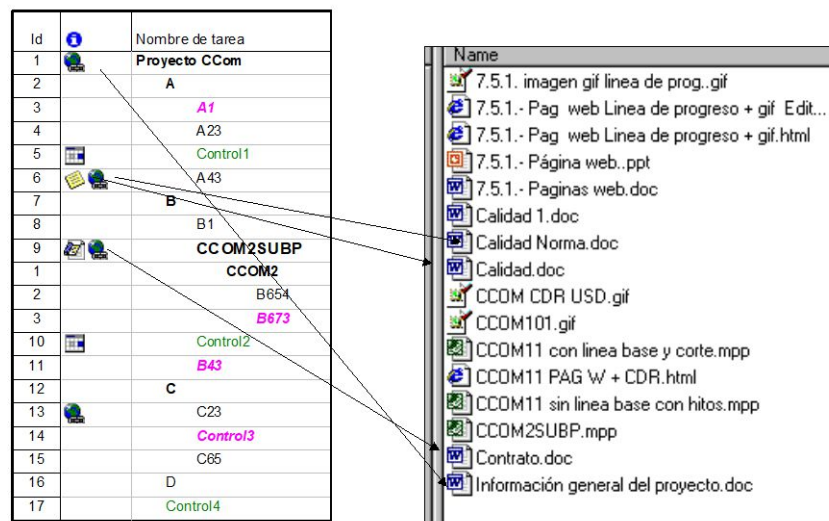 Id Nombre de tarea
1 Proyecto CCom
2 A
3 A1
4 A23
5 Control1
6 A43
7 B
8 B1
9 CCOM2SUBP
1 CCOM2
2 B654
3 B673
10 Control2
11 B43
12 C
13 C23
14 Control3
15 C65
16 D
17 Control4
Name
7.5.1. imagen gif linea de prog..gif
7.5.1.- Pag web Linea de progreso + gif Edit...
7.5.1.- Pag web Linea de progreso + gif.html
7.5.1.- Página web..ppt
7.5.1.- Paginas web.doc
Calidad 1.doc
Calidad Norma.doc
Calidad.doc
CCOM CDR USD.gif
CCOM101.gif
CCOM11 con linea base y corte.mpp
CCOM11 PAG W + CDR.html
CCOM11 sin linea base con hitos.mpp
CCOM2SUBP.mpp
Contrato.doc
Información general del proyecto.doc